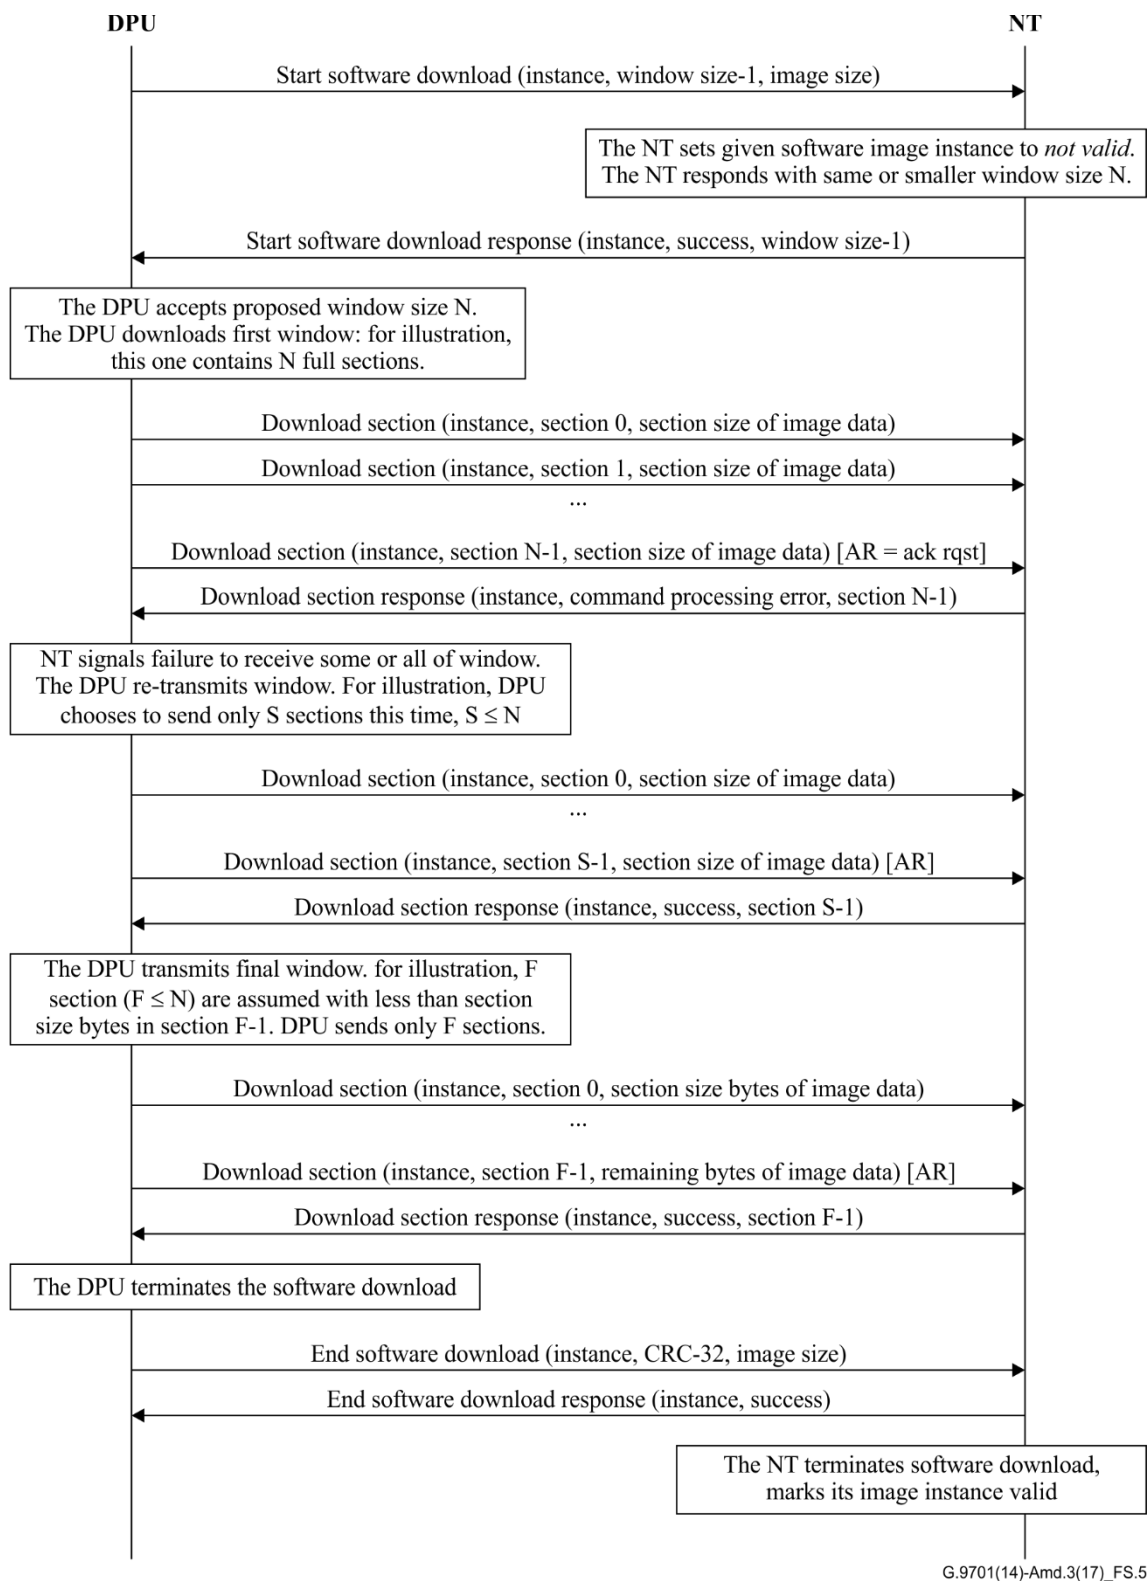 DPU NT
Start software download (instance, window size-1, image size)
The NT sets given software image instance to not valid.
The NT responds with same or smaller window size N.
Start software download response (instance, success, window size-1)
The DPU accepts proposed window size N.
The DPU downloads first window: for illustration,
this one contains N full sections.
Download section (instance, section 0, section size of image data)
Download section (instance, section 1, section size of image data)
...
Download section (instance, section N-1, section size of image data) [AR = ack rqst]
Download section response (instance, command processing error, section N-1)
NT signals failure to receive some or all of window.
The DPU re-transmits window. For illustration, DPU
chooses to send only S sections this time, S ≤ N
Download section (instance, section 0, section size of image data)
...
Download section (instance, section S-1, section size of image data) [AR]
Download section response (instance, success, section S-1)
The DPU transmits final window. for illustration, F
section (F ≤ N) are assumed with less than section
size bytes in section F-1. DPU sends only F sections.
Download section (instance, section 0, section size bytes of image data)
...
Download section (instance, section F-1, remaining bytes of image data) [AR]
Download section response (instance, success, section F-1)
The DPU terminates the software download
End software download (instance, CRC-32, image size)
End software download response (instance, success)
The NT terminates software download,
marks its image instance valid
G.9701(14)-Amd.3(17)_FS.5